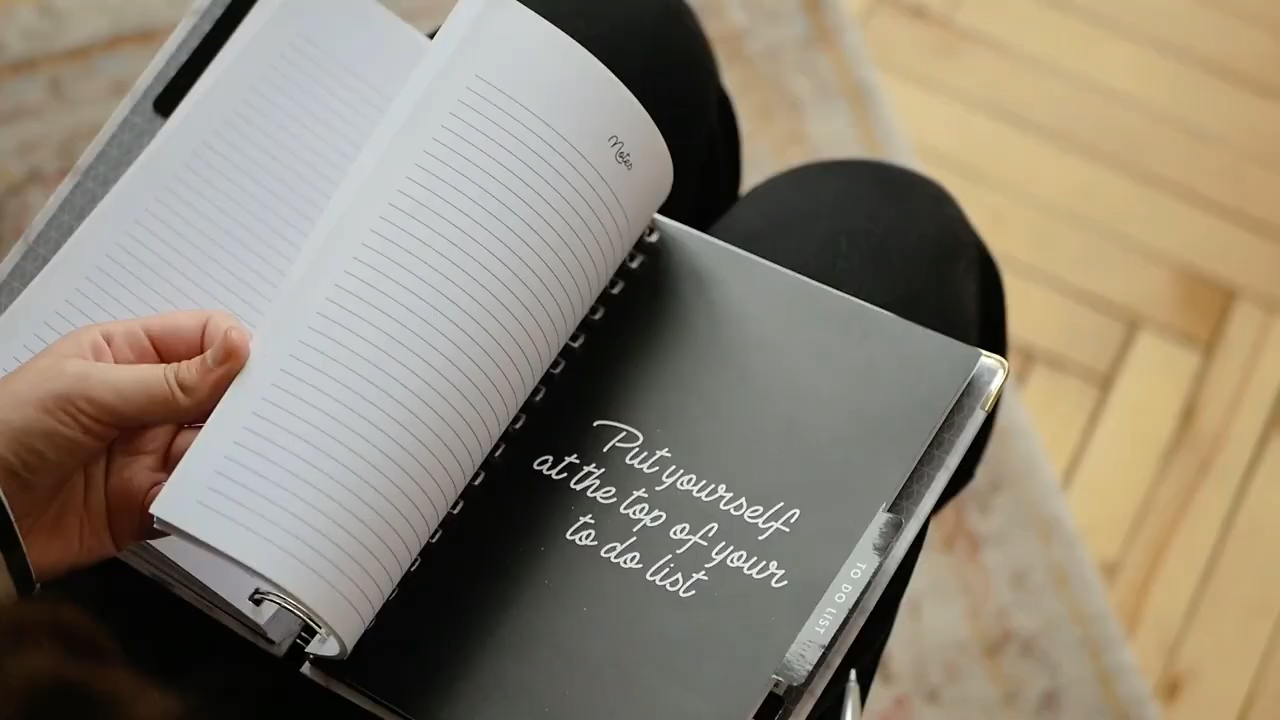 Notes
Put yourself
at the top of your
to do list
TO DO LIST